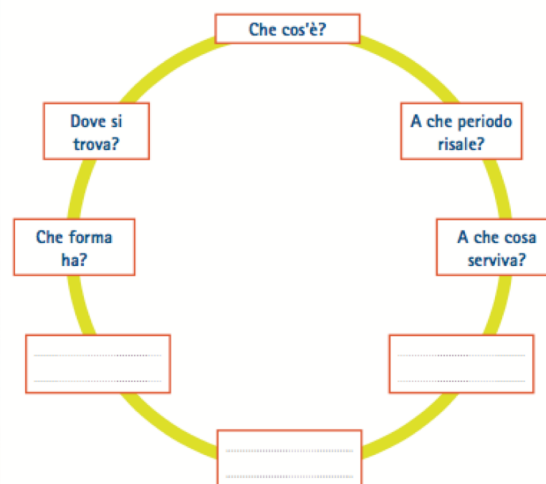 Che cos'è?
Dove si
trova?
A che periodo
risale?
Che forma
ha?
A che cosa
serviva?